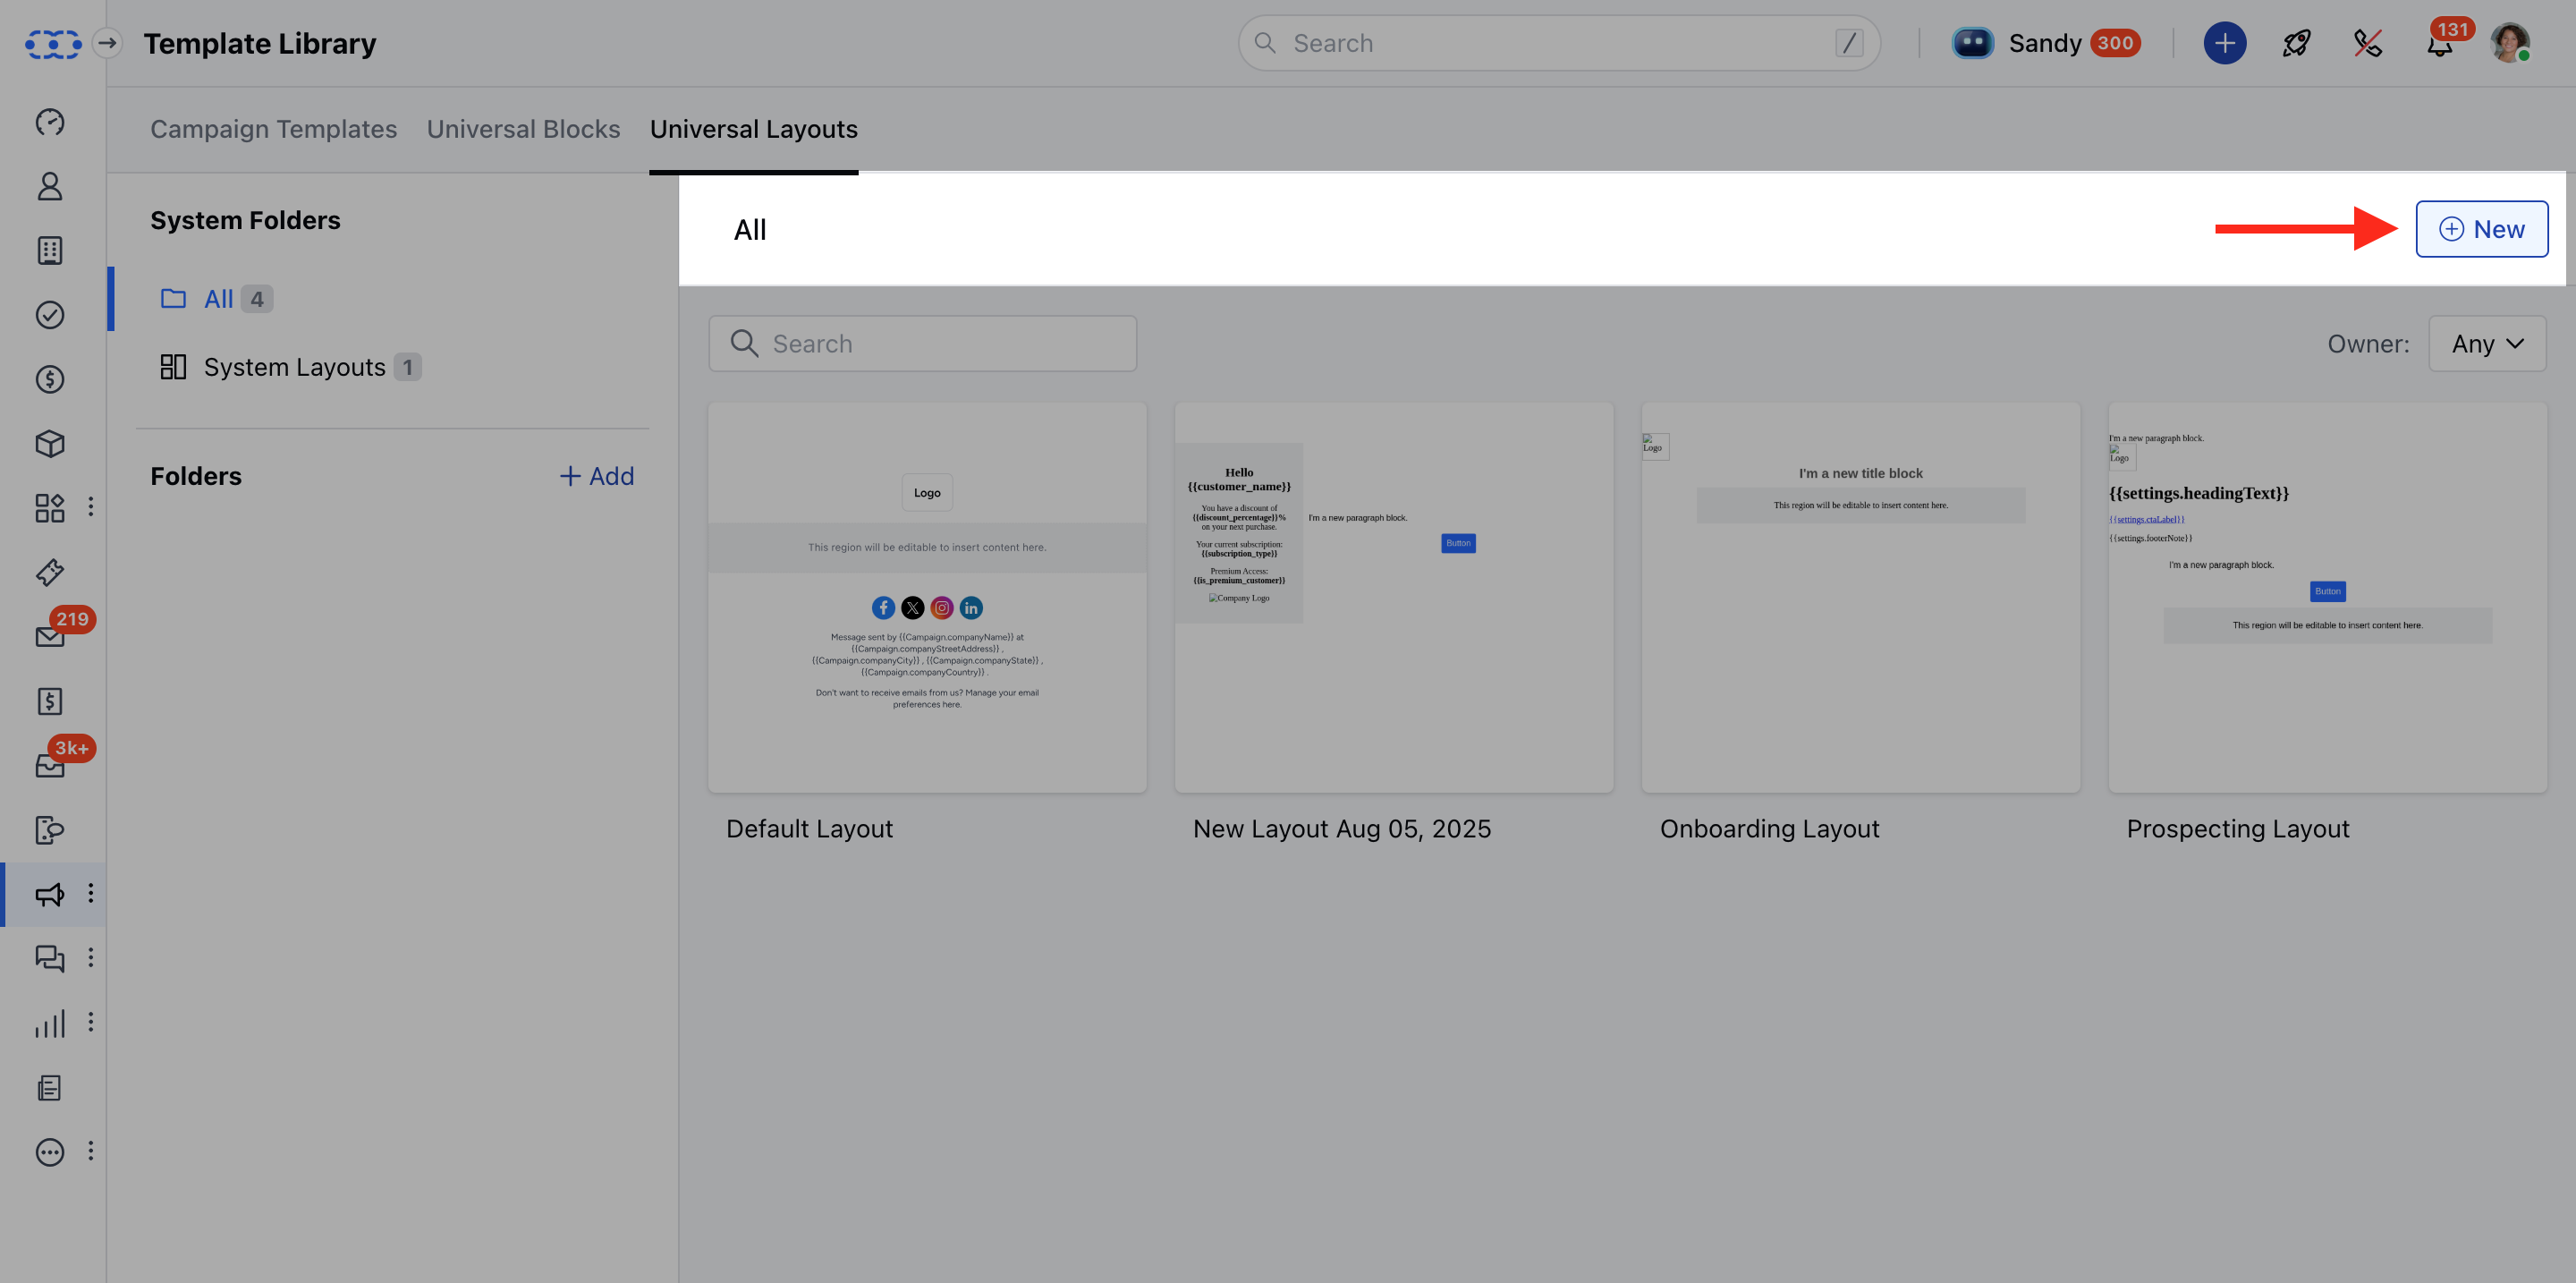 Template Library
Search
/
Sandy 300
131
Campaign Templates
Universal Blocks
Universal Layouts
System Folders
All 4
System Layouts 1
Folders
+ Add
219
3k+
All
New
Search
Owner:
Any
Logo
This region will be editable to insert content here.
Message sent by {{Campaign.companyName}} at
{{Campaign.companyStreetAddress}} ,
{{Campaign.companyCity}} , {{Campaign.companyState}} ,
{{Campaign.companyCountry}} .
Don't want to receive emails from us? Manage your email
preferences here.
Default Layout
Hello
{{customer_name}}
You have a discount of
{{discount_percentage}}%
on your next purchase.
Your current subscription:
{{subscription_type}}
Premium Access:
{{is_premium_customer}}
Company Logo
I'm a new paragraph block.
Button
New Layout Aug 05, 2025
Logo
I'm a new title block
This region will be editable to insert content here.
Onboarding Layout
I'm a new paragraph block.
Logo
{{settings.headingText}}
{{settings.ctaLabel}}
{{settings.footerNote}}
I'm a new paragraph block.
Button
This region will be editable to insert content here.
Prospecting Layout